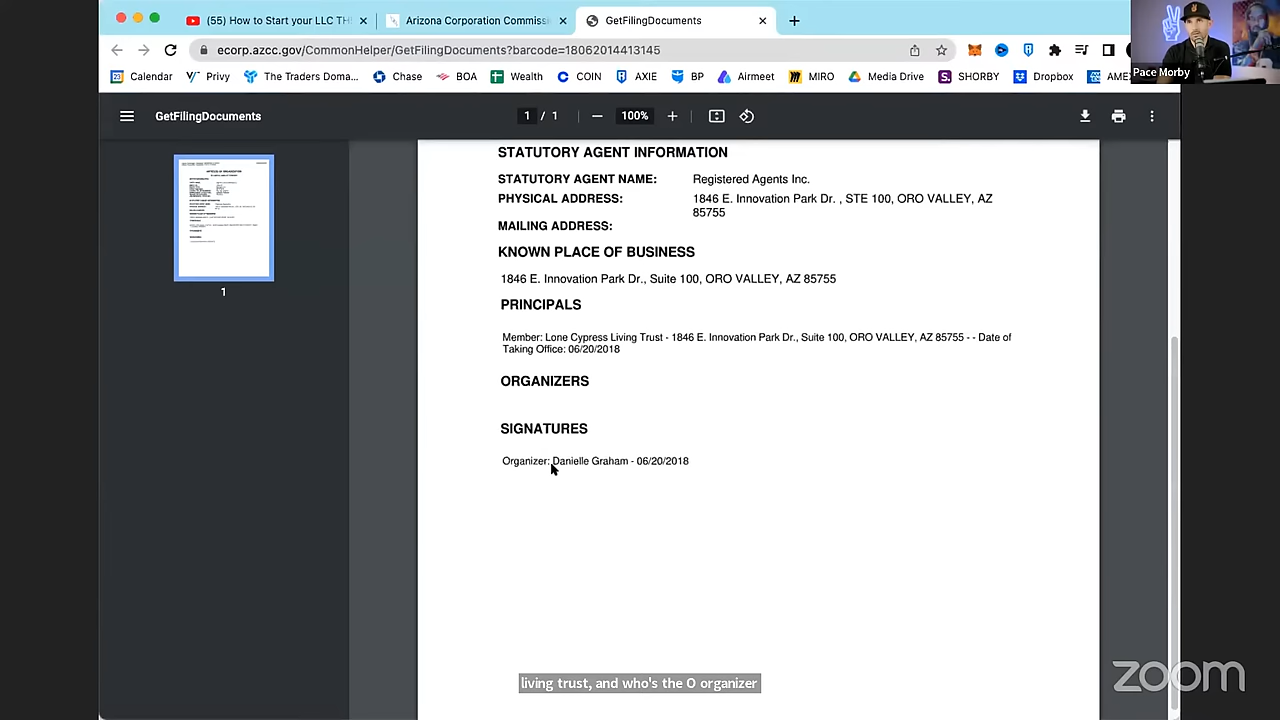 (55) How to Start your LLC TH
Arizona Corporation Commiss
GetFilingDocuments
ecorp.azcc.gov/CommonHelper/GetFilingDocuments?barcode=18062014413145
Calendar
Privy
The Traders Doma...
Chase
BOA
Wealth
COIN
AXIE
BP
Airmeet
MIRO
Media Drive
SHORBY
Dropbox
AME
Pace Morby
GetFilingDocuments
1 / 1
100%
1
STATUTORY AGENT INFORMATION
STATUTORY AGENT NAME: Registered Agents Inc.
PHYSICAL ADDRESS: 1846 E. Innovation Park Dr. , STE 100, ORO VALLEY, AZ
85755
MAILING ADDRESS:
KNOWN PLACE OF BUSINESS
1846 E. Innovation Park Dr., Suite 100, ORO VALLEY, AZ 85755
PRINCIPALS
Member: Lone Cypress Living Trust - 1846 E. Innovation Park Dr., Suite 100, ORO VALLEY, AZ 85755 - - Date of
Taking Office: 06/20/2018
ORGANIZERS
SIGNATURES
Organizer: Danielle Graham - 06/20/2018
living trust, and who's the O organizer
zoom